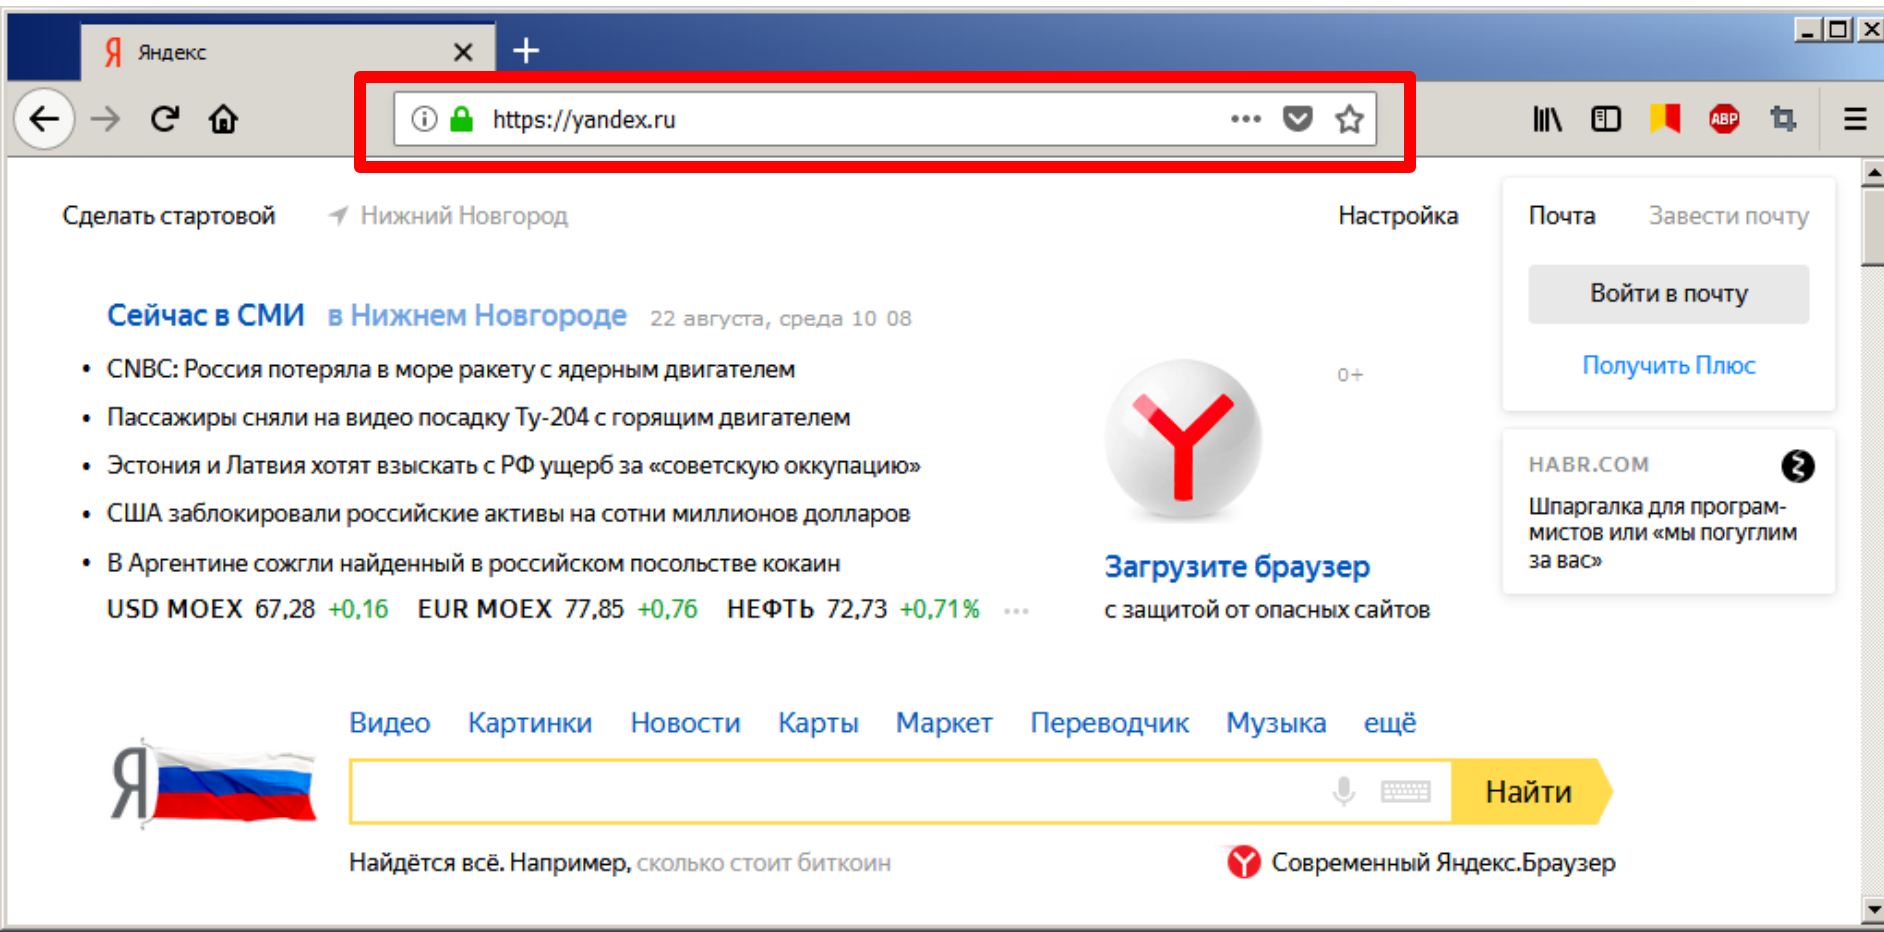 Я Яндекс
https://yandex.ru
ABP
Сделать стартовой Нижний Новгород Настройка
Почта Завести почту
Войти в почту
Получить Плюс
Сейчас в СМИ в Нижнем Новгороде 22 августа, среда 10 08
• CNBC: Россия потеряла в море ракету с ядерным двигателем
• Пассажиры сняли на видео посадку Ту-204 с горящим двигателем
• Эстония и Латвия хотят взыскать с РФ ущерб за «советскую оккупацию»
• США заблокировали российские активы на сотни миллионов долларов
• В Аргентине сожгли найденный в российском посольстве кокаин
USD MOEX 67,28 +0,16 EUR MOEX 77,85 +0,76 НЕФТЬ 72,73 +0,71% ···
0+
Y
Загрузите браузер
с защитой от опасных сайтов
HABR.COM
Шпаргалка для програм-
мистов или «мы погуглим
за вас»
Видео Картинки Новости Карты Маркет Переводчик Музыка ещё
Я
Найти
Найдётся всё. Например, сколько стоит биткоин
Y Современный Яндекс.Браузер